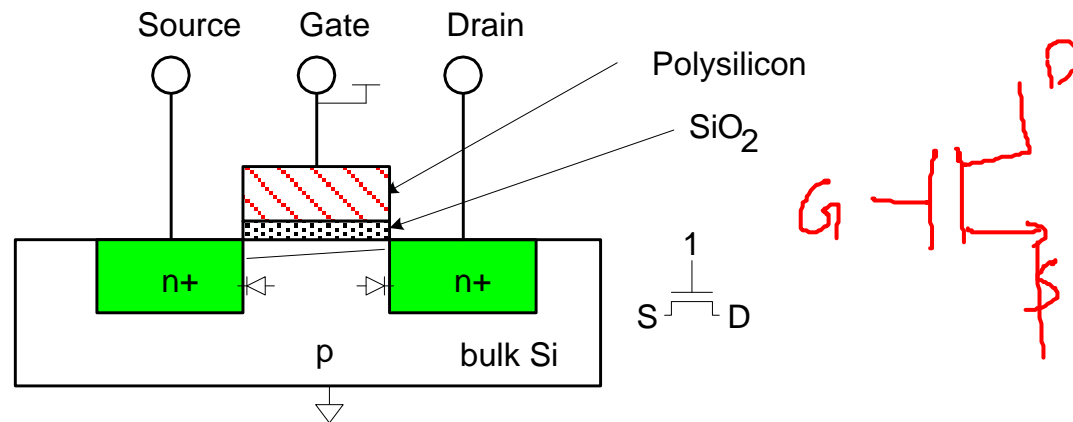 Source Gate Drain
Polysilicon
SiO2
n+ n+
p
bulk Si
1
S D
D
G
S